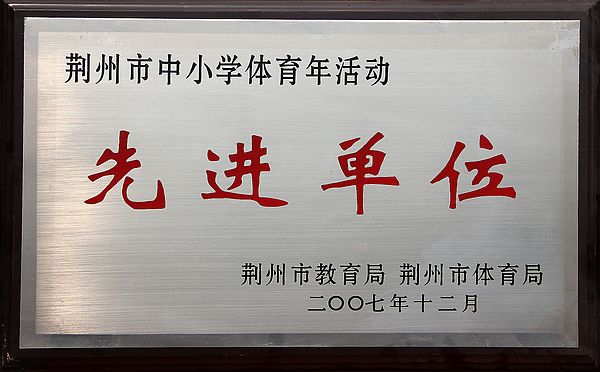 荆州市中小学体育年活动
先进单位
荆州市教育局 荆州市体育局
二〇〇七年十二月